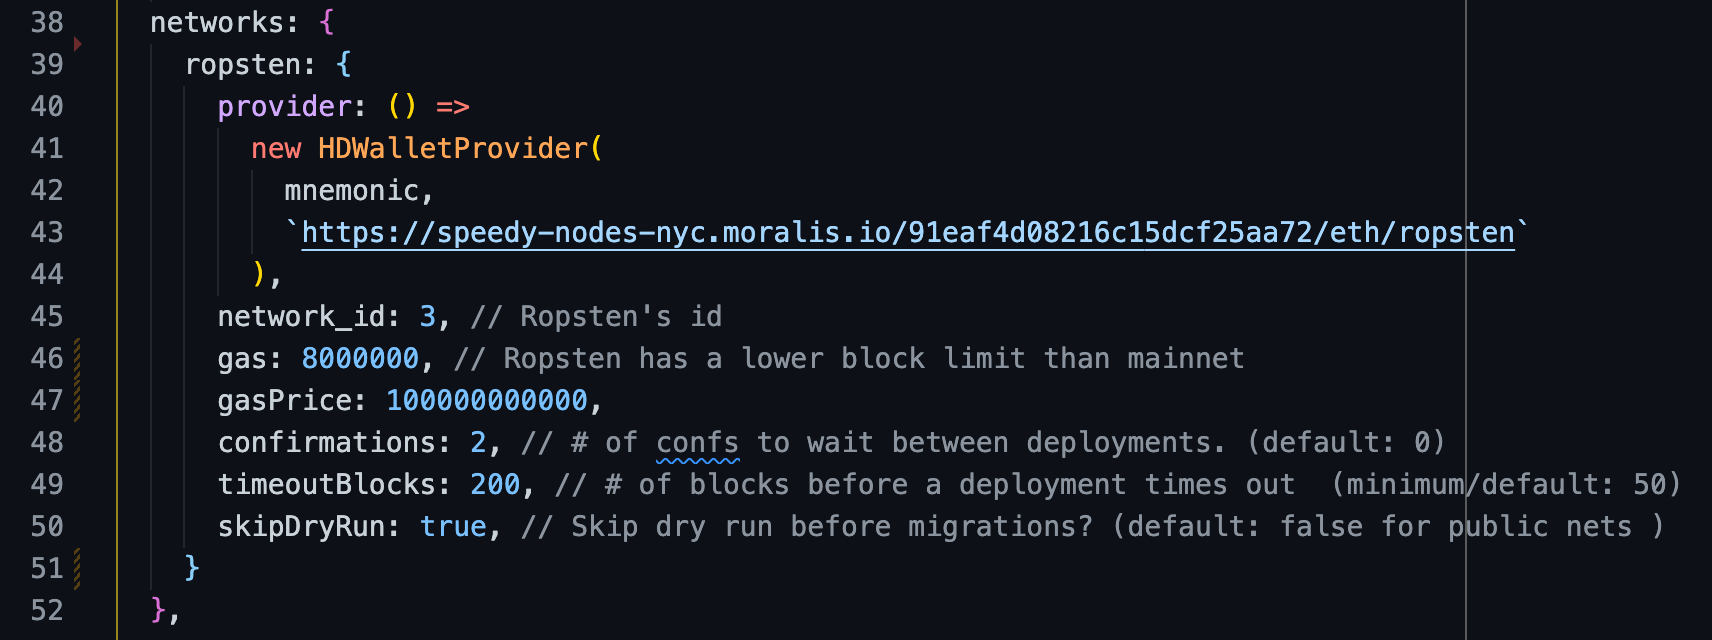 38 networks: {
39 ropsten: {
40 provider: () =>
41 new HDWalletProvider(
42 mnemonic,
43 `https://speedy-nodes-nyc.moralis.io/91eaf4d08216c15dcf25aa72/eth/ropsten`
44 ),
45 network_id: 3, // Ropsten's id
46 gas: 8000000, // Ropsten has a lower block limit than mainnet
47 gasPrice: 100000000000,
48 confirmations: 2, // # of confs to wait between deployments. (default: 0)
49 timeoutBlocks: 200, // # of blocks before a deployment times out  (minimum/default: 50)
50 skipDryRun: true, // Skip dry run before migrations? (default: false for public nets )
51 }
52 },